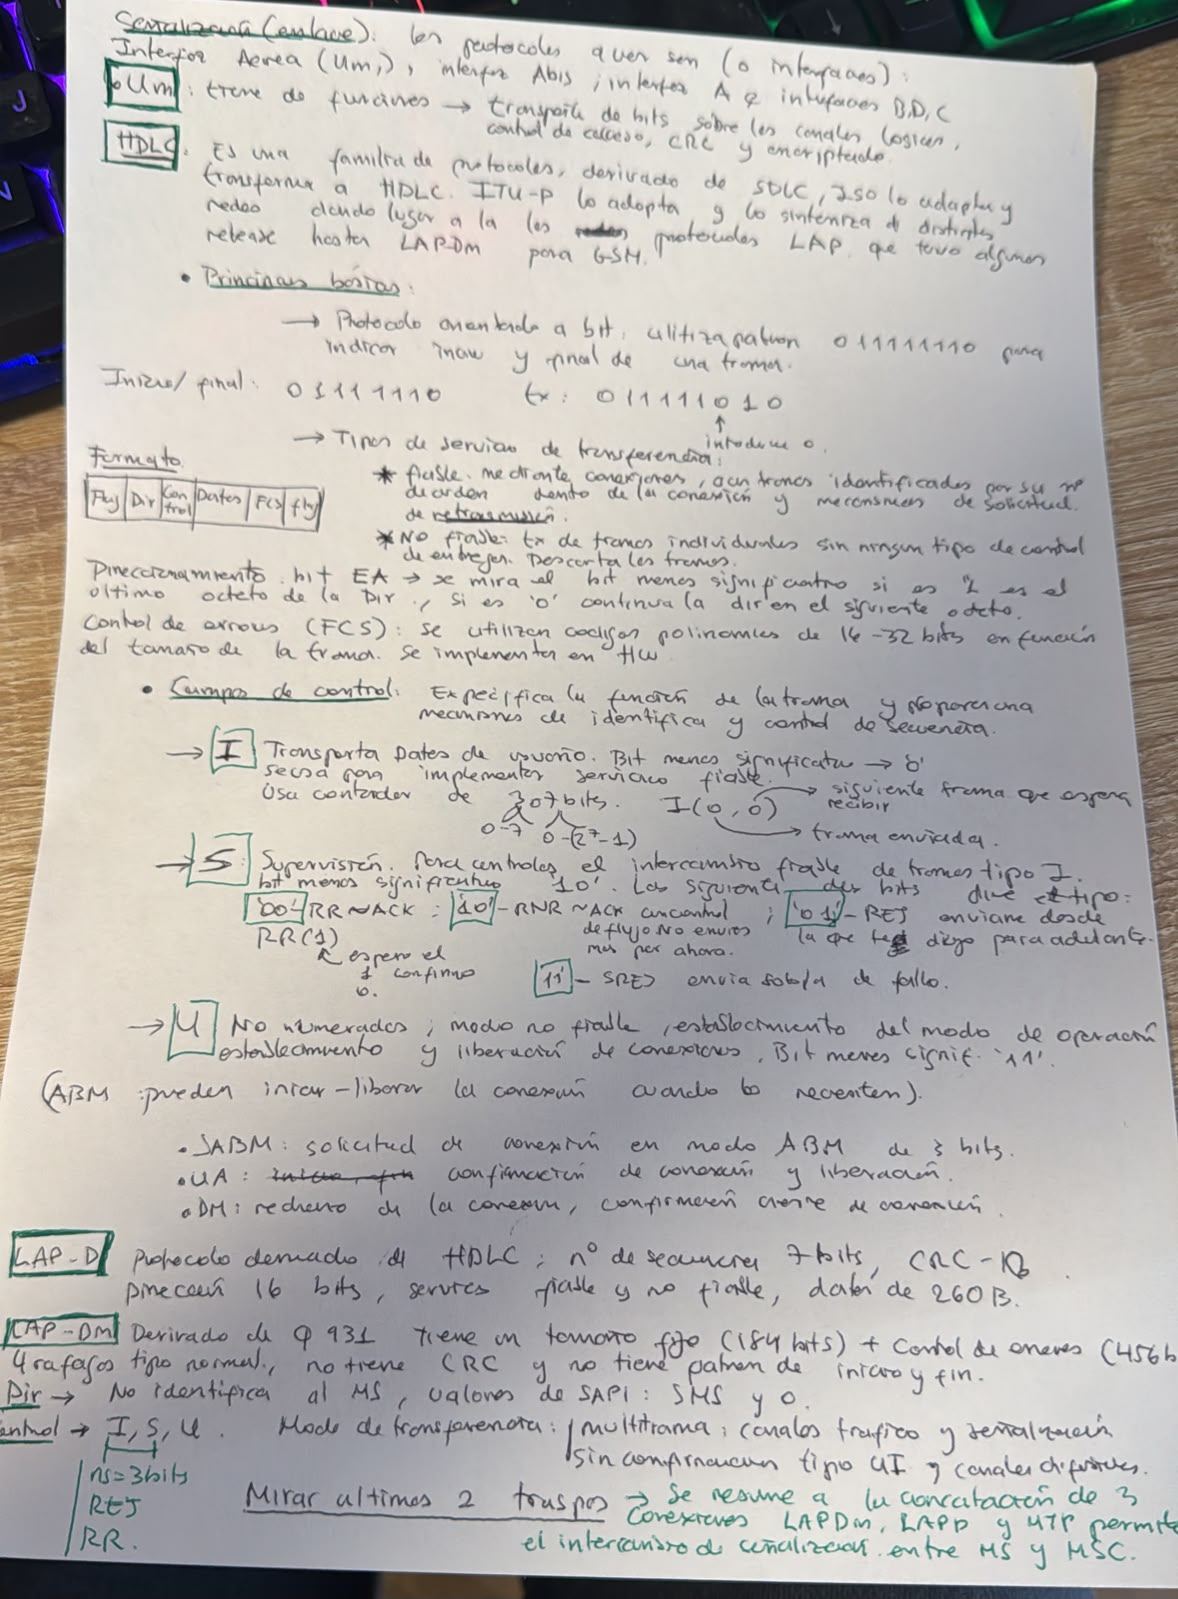 Señalización (enlace): los protocolos quer sen (o interfaces):
Interfaz Aerea (Um), interfaz Abis, interfaz A e interfaces B,D,C
• Um: tiene de funciones → transporte de bits sobre los canales logicos,
control de acceso, CRC y encriptado.
HDLC: Es una familia de protocolos, derivado de SDLC, ISO lo adapta y
transforma a HDLC. ITU-P lo adopta y lo sintetiza a distintas
redes dando lugar a la los protocolos LAP que tuvo algunos
release hasta LAPDm para GSM.
• Principios básicos:
→ Protocolo orientado a bit, utiliza patron 01111110 para
indicar inicio y final de una trama.
Inicio/final: 01111110 tx: 011111010
↑
introduce 0
→ Tipos de servicio de transferencia:
Formato
Flag Dir Control Datos FCS flag
* fiable: mediante conexiones, con tramas identificadas por su nº
de orden dento de la conexión y mecanismos de solicitud
de retransmisión.
* No fiable: tx de tramas individuales sin ningun tipo de control
de entrega. Descarta las tramas.
Direccionamiento bit EA → se mira el bit menos significativo si es '1' es el
ultimo octeto de la Dir., si es '0' continua la dir en el siguiente octeto.
Control de errores (FCS): se utilizan codigos polinomiales de 16-32 bits en función
del tamaño de la trama. Se implementa en HW
• Campos de control: Específica la función de la trama y proporciona
mecanismos de identifica y control de secuencia.
→ I Transporta Datos de usuario. Bit menos significativo → '0'
se usa para implementar servicio fiable.
Usa contador de 3 o 7 bits. I(0,0) → siguiente trama que espera
recibir
0-7 0-(2⁷-1) → trama enviada.
→ S: Supervisión. Para controlar el intercambio fiable de tramas tipo I.
bit menos significativo '10'. Los siguientes dos bits dice el tipo:
'00'-RR ~ACK; '10'-RNR ~ACK con control ; '01'-REJ enviame desde
de flujo No envies la que te digo para adelante.
mas por ahora.
RR(1)
↑ espero el
1 confirmo
0.
'11'- SREJ envia solo la de fallo.
→ U No numerados; modo no fiable, establecimiento del modo de operación
establecimiento y liberación de conexiones. Bit menos signif. '11'.
(ABM: pueden iniciar-liberar la conexión cuando lo necesiten).
• SABM: solicitud de conexión en modo ABM de 3 bits.
• UA: confirmación de conexión y liberación.
• DM: rechazo de la conexión, confirmación cierre de conexión.
LAP-D Protocolo derivado de HDLC; nº de secuencia 7 bits, CRC-16
Dirección 16 bits, servicios fiable y no fiable, datos de 260B.
LAP-DM Derivado de Q 931 tiene un tamaño fijo (184 bits) + control de errores (456b
4 rafagas tipo normal, no tiene CRC y no tiene patron de inicio y fin.
Dir → No identifica al MS, valores de SAPI: SMS y 0.
ontrol → I, S, U. Modo de transferencia: multitrama: canales trafico y señalización
sin confirmacion tipo UI y canales difusiones.
ns=3bits
REJ
RR.
Mirar ultimas 2 traspos → Se resume a la concatación de 3
conexiones LAPDm, LAPD y MTP permite
el intercambio de señalización entre MS y MSC.